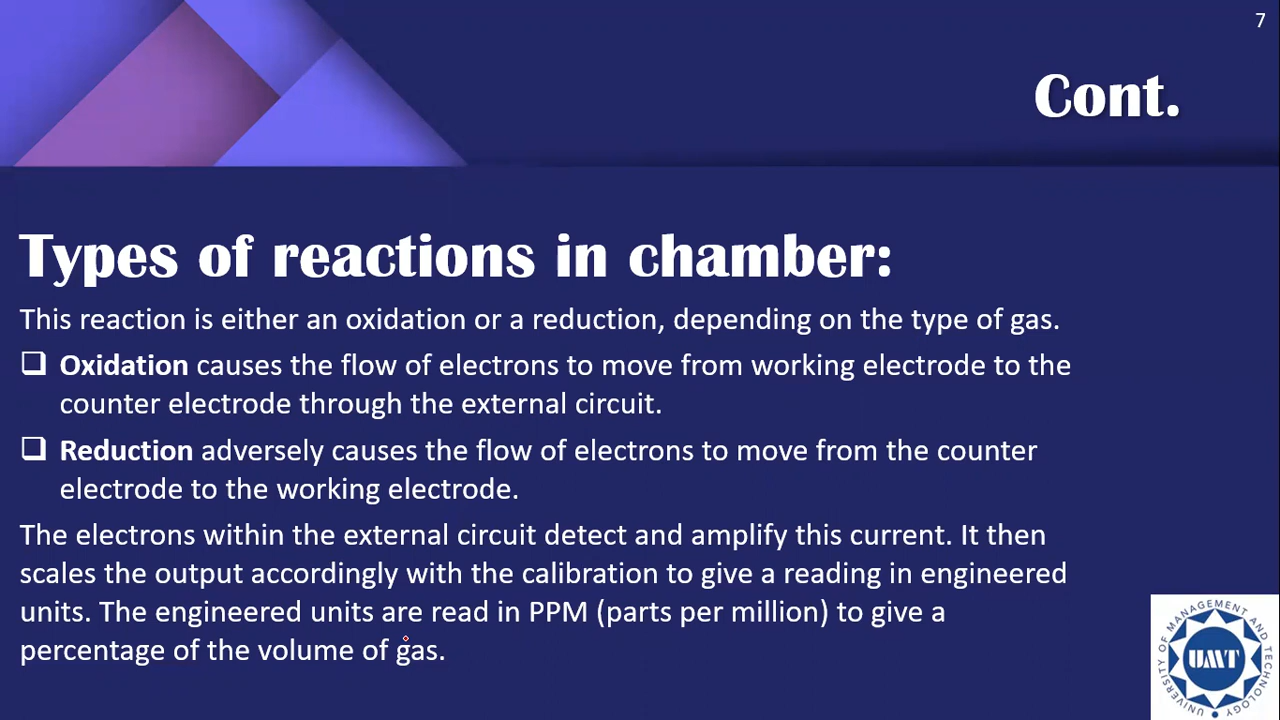 7
Cont.
Types of reactions in chamber:
This reaction is either an oxidation or a reduction, depending on the type of gas.
❑ Oxidation causes the flow of electrons to move from working electrode to the
counter electrode through the external circuit.
❑ Reduction adversely causes the flow of electrons to move from the counter
electrode to the working electrode.
The electrons within the external circuit detect and amplify this current. It then
scales the output accordingly with the calibration to give a reading in engineered
units. The engineered units are read in PPM (parts per million) to give a
percentage of the volume of gas.
UNIVERSITY OF MANAGEMENT AND TECHNOLOGY
UMT